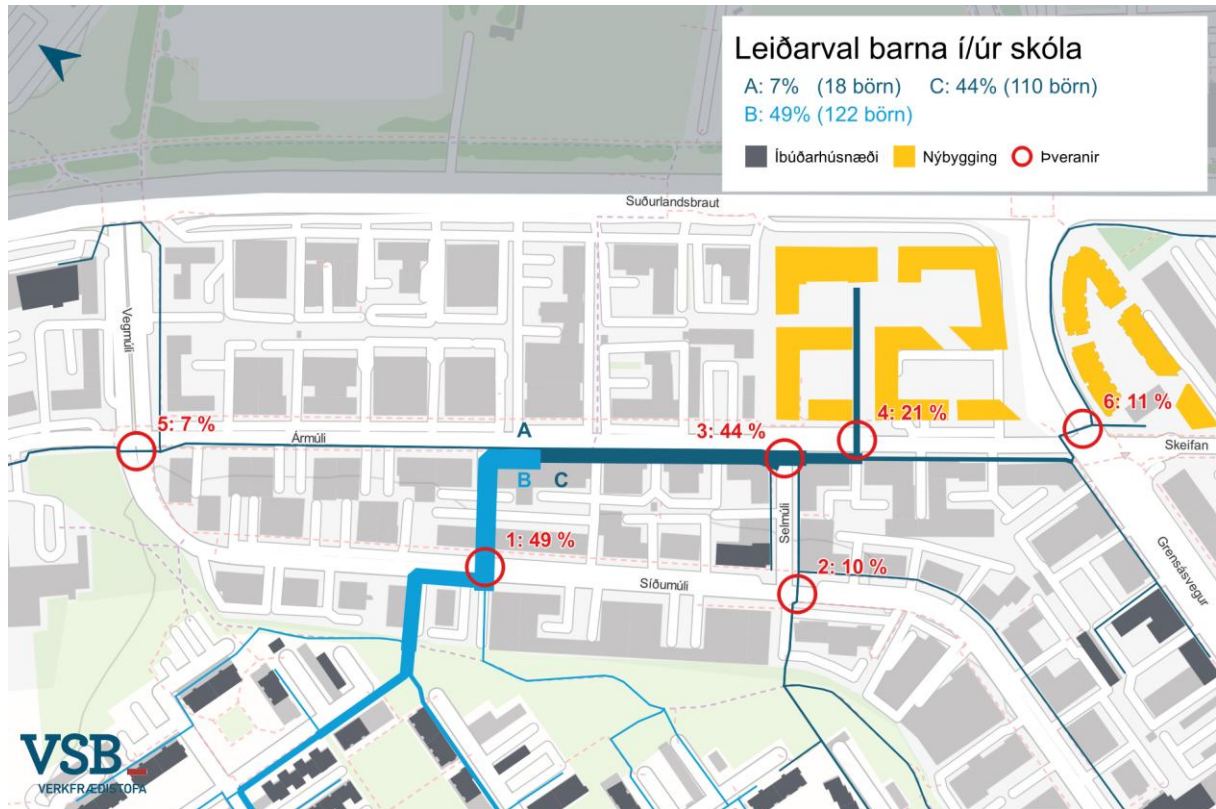 Leiðarval barna í/úr skóla
A: 7% (18 börn) C: 44% (110 börn)
B: 49% (122 börn)
Íbúðarhúsnæði Nýbygging Þveranir
Suðurlandsbraut
Vegmúli
5: 7 %
Ármúli
A
3: 44 %
4: 21 %
6: 11 %
Skeifan
B C
1: 49 %
Selmúli
2: 10 %
Síðumúli
Grensásvegur
VSB
VERKFRÆÐISTOFA